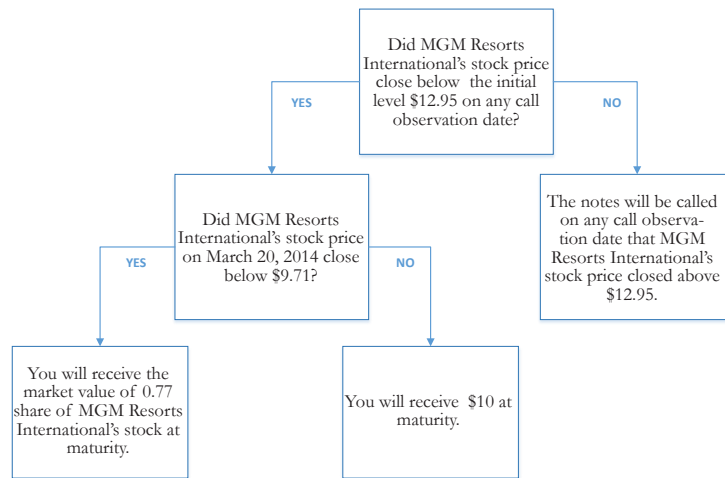 Did MGM Resorts
International's stock price
close below the initial
level $12.95 on any call
observation date?
YES
NO
Did MGM Resorts
International's stock price
on March 20, 2014 close
below $9.71?
The notes will be called
on any call observa-
tion date that MGM
Resorts International's
stock price closed above
$12.95.
YES
NO
You will receive the
market value of 0.77
share of MGM Resorts
International's stock at
maturity.
You will receive $10 at
maturity.